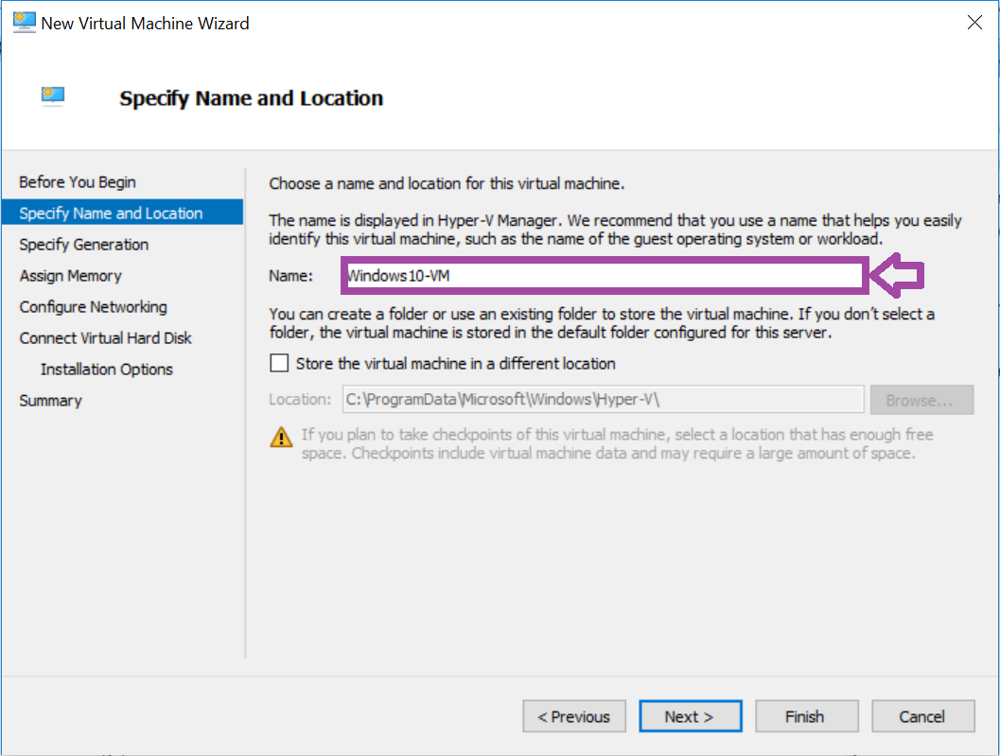 New Virtual Machine Wizard
Specify Name and Location
Before You Begin
Specify Name and Location
Specify Generation
Assign Memory
Configure Networking
Connect Virtual Hard Disk
Installation Options
Summary
Choose a name and location for this virtual machine.
The name is displayed in Hyper-V Manager. We recommend that you use a name that helps you easily
identify this virtual machine, such as the name of the guest operating system or workload.
Name: Windows10-VM
You can create a folder or use an existing folder to store the virtual machine. If you don't select a
folder, the virtual machine is stored in the default folder configured for this server.
Store the virtual machine in a different location
Location: C:\ProgramData\Microsoft\Windows\Hyper-V\ Browse...
If you plan to take checkpoints of this virtual machine, select a location that has enough free
space. Checkpoints include virtual machine data and may require a large amount of space.
< Previous Next > Finish Cancel